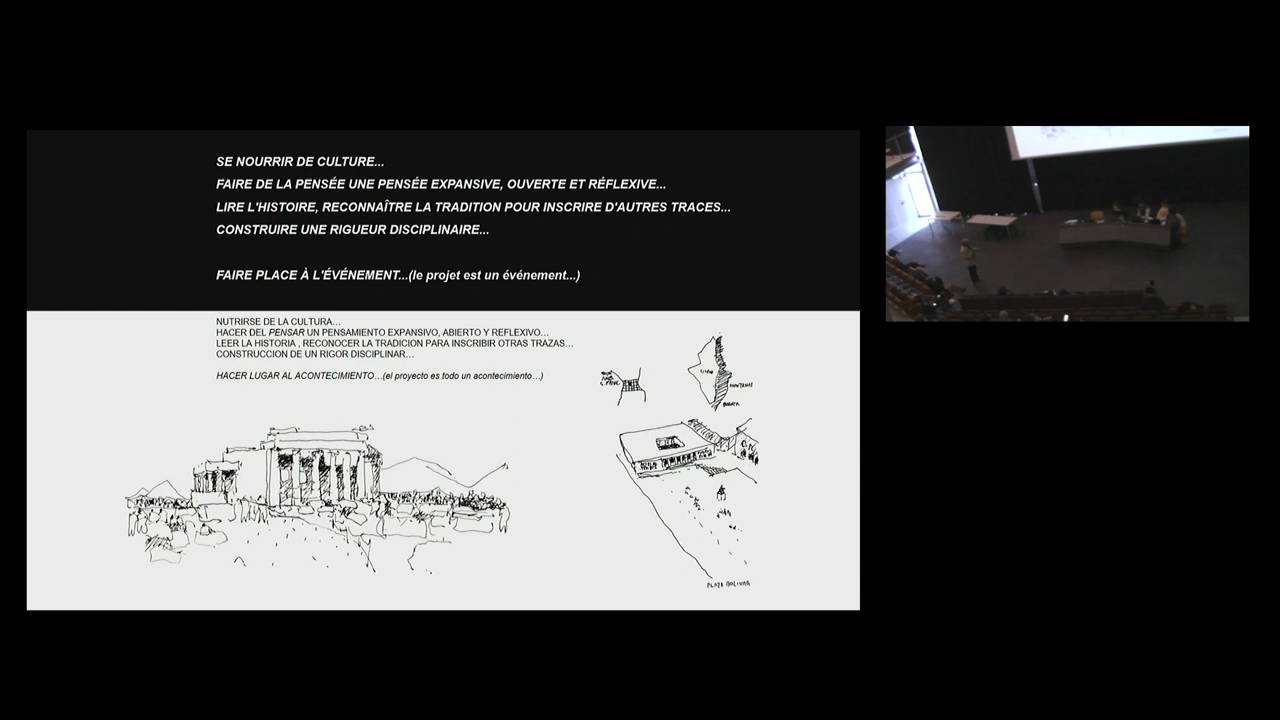 SE NOURRIR DE CULTURE...
FAIRE DE LA PENSÉE UNE PENSÉE EXPANSIVE, OUVERTE ET RÉFLEXIVE...
LIRE L'HISTOIRE, RECONNAÎTRE LA TRADITION POUR INSCRIRE D'AUTRES TRACES...
CONSTRUIRE UNE RIGUEUR DISCIPLINAIRE...
FAIRE PLACE À L'ÉVÉNEMENT...(le projet est un événement...)
NUTRIRSE DE LA CULTURA...
HACER DEL PENSAR UN PENSAMIENTO EXPANSIVO, ABIERTO Y REFLEXIVO...
LEER LA HISTORIA , RECONOCER LA TRADICION PARA INSCRIBIR OTRAS TRAZAS...
CONSTRUCCION DE UN RIGOR DISCIPLINAR...
HACER LUGAR AL ACONTECIMIENTO...(el proyecto es todo un acontecimiento...)
MONTAÑAS
BOGOTA
PLAZA BOLIVAR